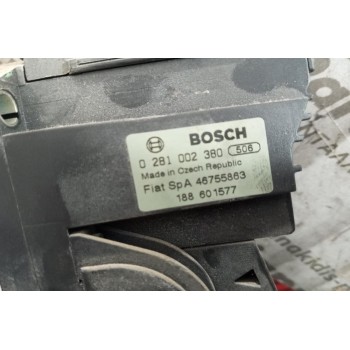 BOSCH
0 281 002 380 506
Made in Czech Republic
Fiat SpA 46755863
188 601577